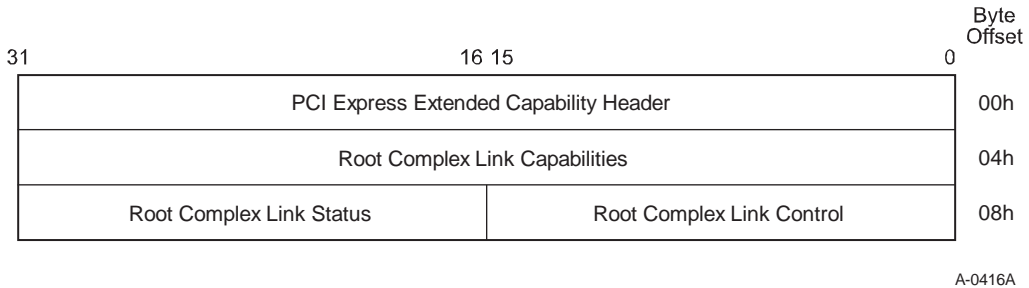 Byte
Offset
31 16 15 0
PCI Express Extended Capability Header 00h
Root Complex Link Capabilities 04h
Root Complex Link Status Root Complex Link Control 08h
A-0416A